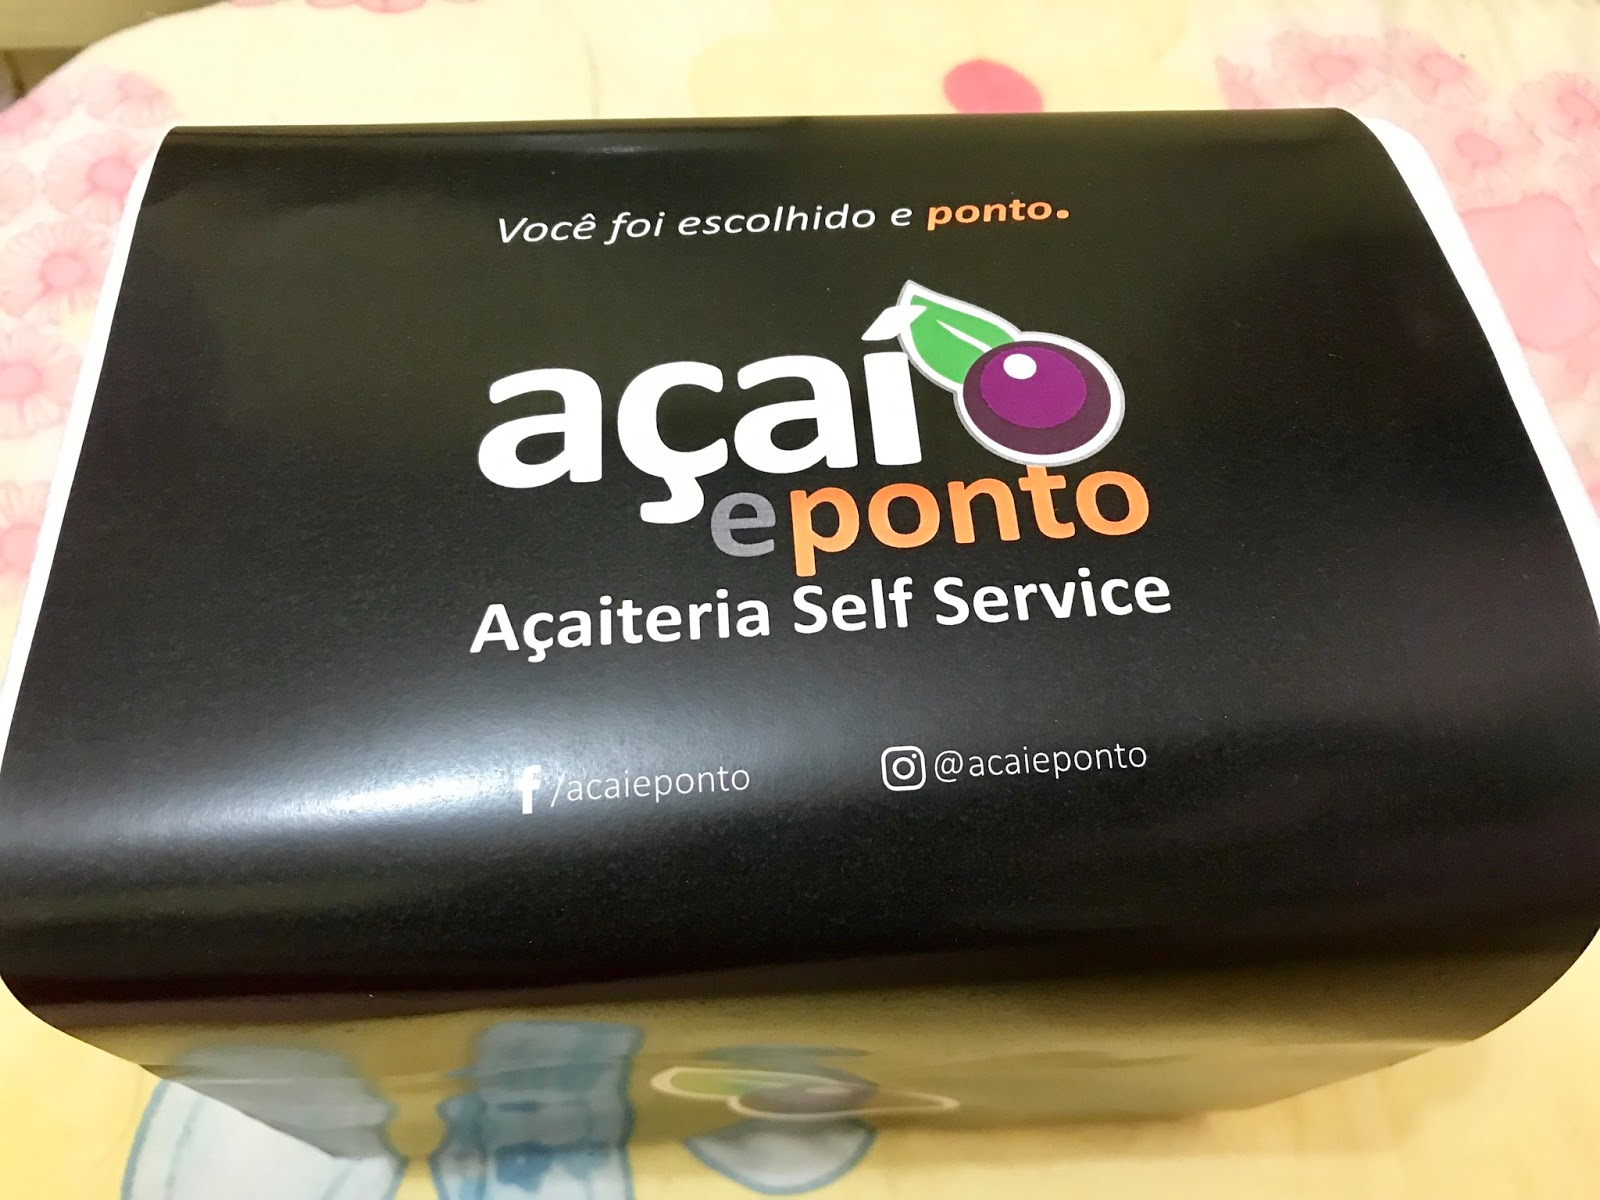 Você foi escolhido e ponto.
açaí
e ponto
Açaiteria Self Service
f/acaieponto
@acaieponto